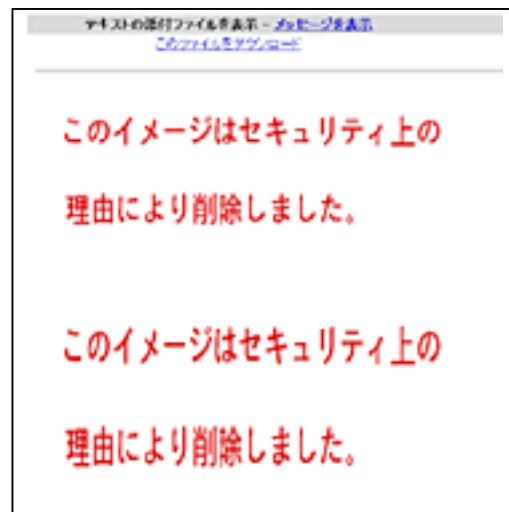 テキストの添付ファイルを表示 - メッセージを表示
このファイルをダウンロード
このイメージはセキュリティ上の
理由により削除しました。
このイメージはセキュリティ上の
理由により削除しました。